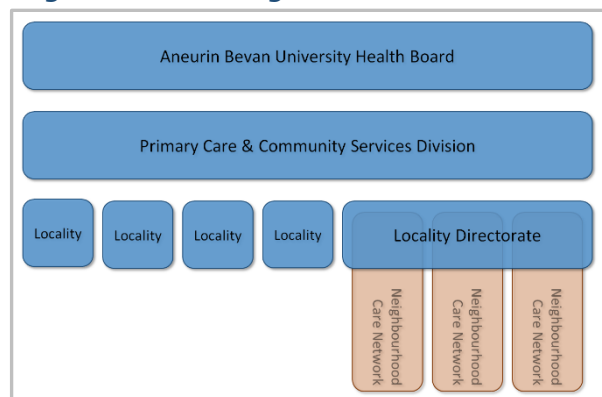 Aneurin Bevan University Health Board
Primary Care & Community Services Division
Locality
Locality
Locality
Locality
Locality Directorate
Neighbourhood
Care Network
Neighbourhood
Care Network
Neighbourhood
Care Network